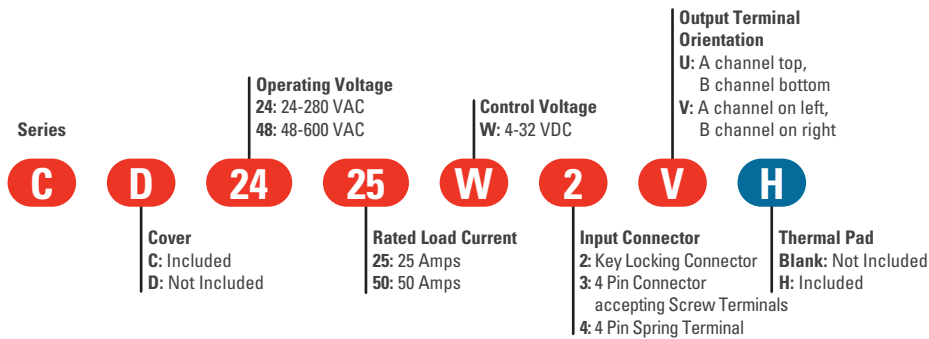 Output Terminal
Orientation
U: A channel top,
B channel bottom
V: A channel on left,
B channel on right
Operating Voltage
24: 24-280 VAC
48: 48-600 VAC
Control Voltage
W: 4-32 VDC
Series
C D 24 25 W 2 V H
Cover
C: Included
D: Not Included
Rated Load Current
25: 25 Amps
50: 50 Amps
Input Connector
2: Key Locking Connector
3: 4 Pin Connector
accepting Screw Terminals
4: 4 Pin Spring Terminal
Thermal Pad
Blank: Not Included
H: Included